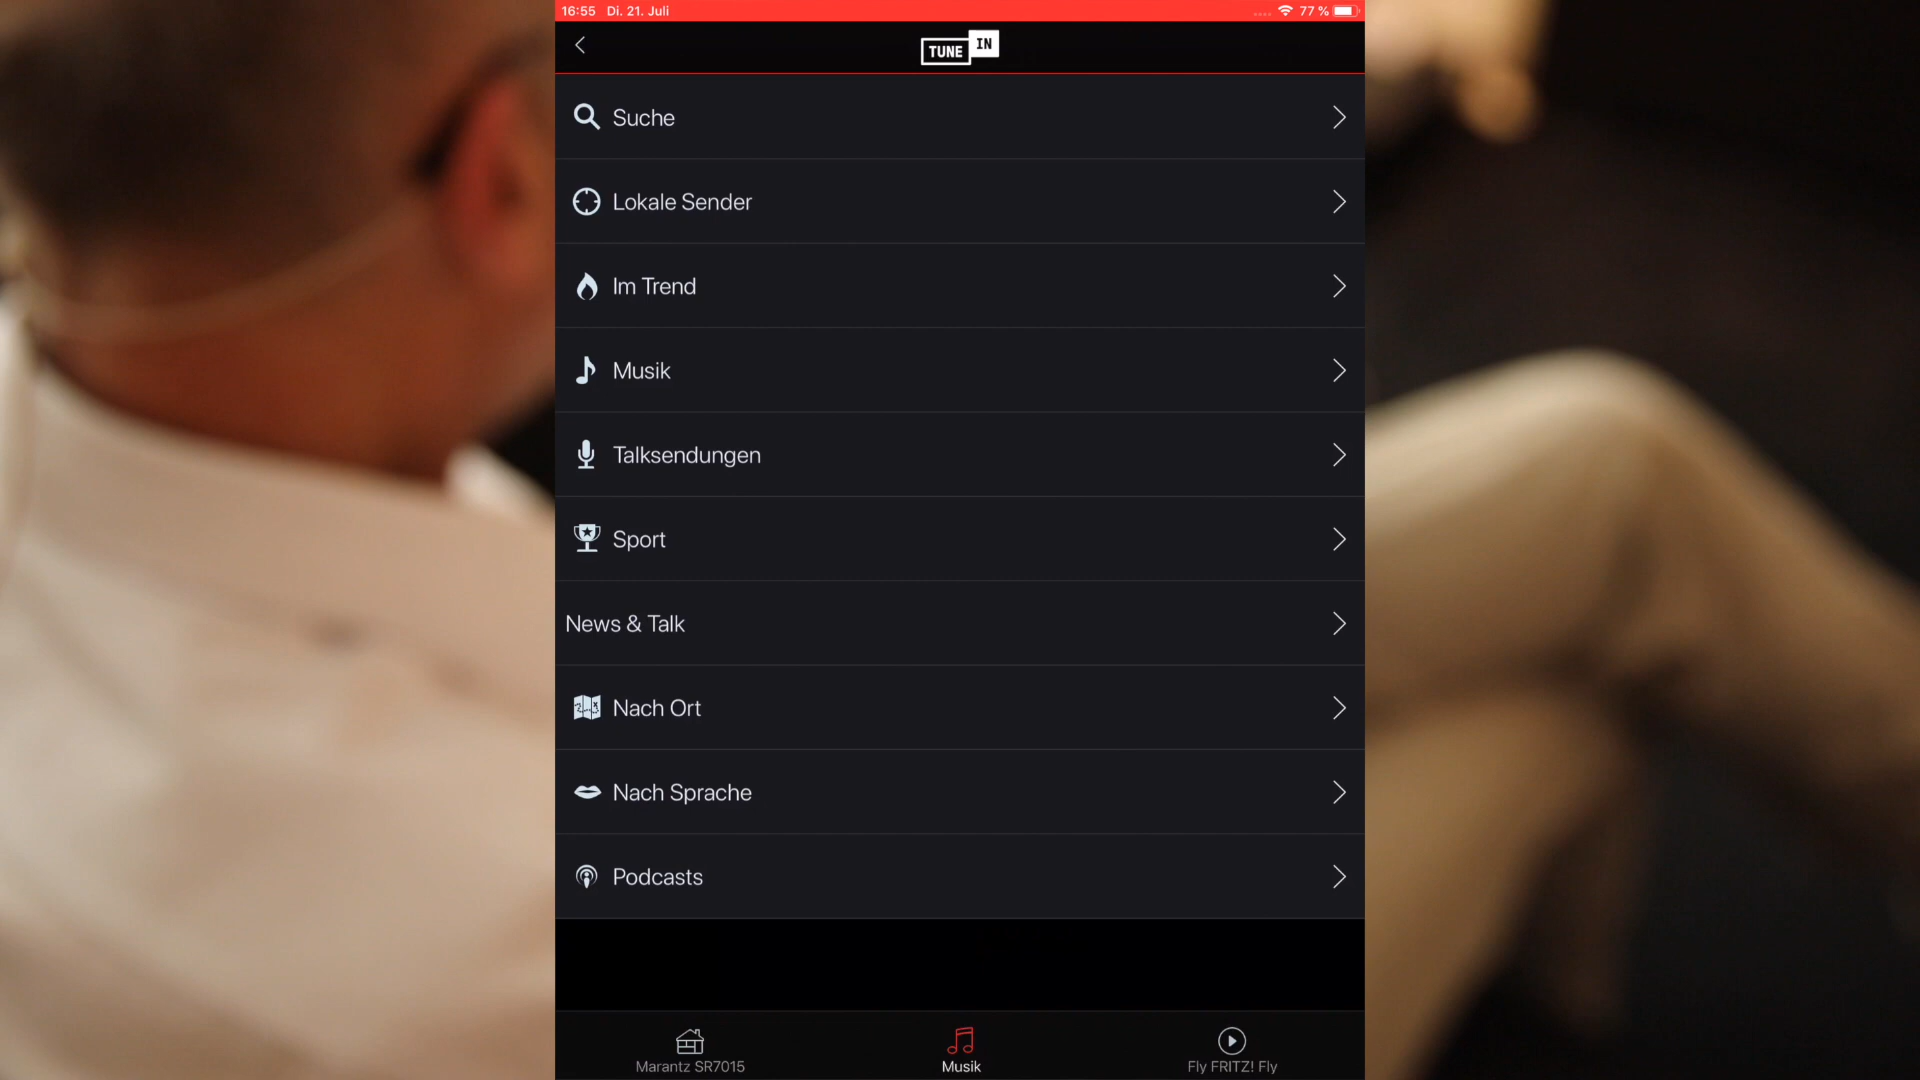 16:55 Di. 21. Juli 77 %
TUNE IN
Suche
Lokale Sender
Im Trend
Musik
Talksendungen
Sport
News & Talk
Nach Ort
Nach Sprache
Podcasts
Marantz SR7015 Musik Fly FRITZ! Fly